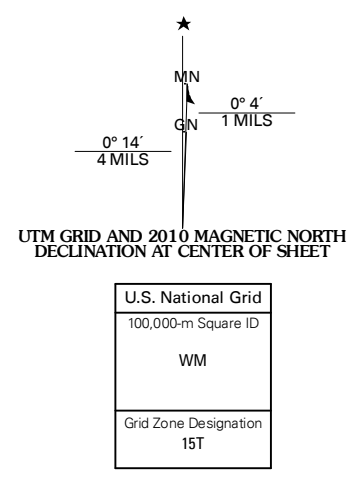 MN
GN
0° 4´
1 MILS
0° 14´
4 MILS
UTM GRID AND 2010 MAGNETIC NORTH
DECLINATION AT CENTER OF SHEET
U.S. National Grid
100,000-m Square ID
WM
Grid Zone Designation
15T